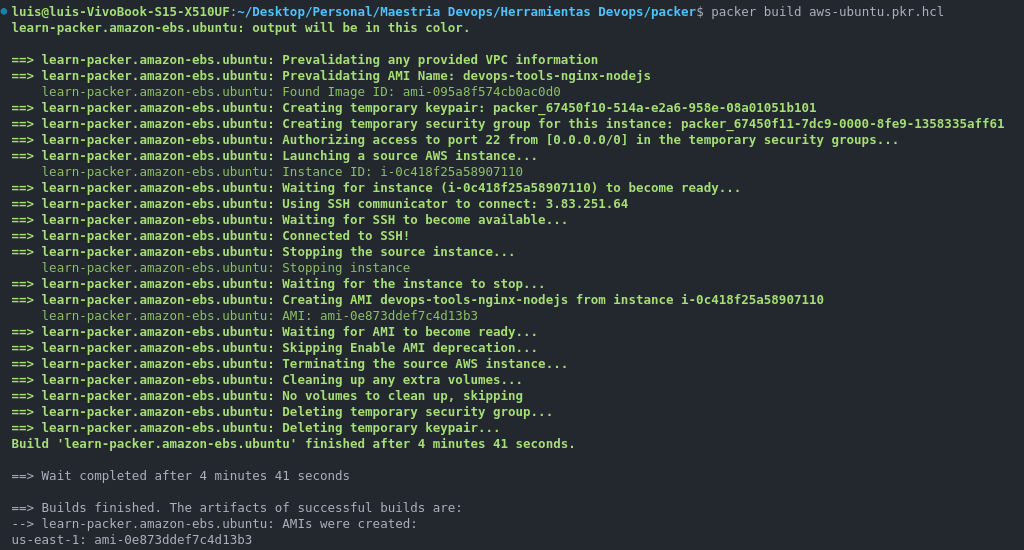 luis@luis-VivoBook-S15-X510UF:~/Desktop/Personal/Maestria Devops/Herramientas Devops/packer$ packer build aws-ubuntu.pkr.hcl
learn-packer.amazon-ebs.ubuntu: output will be in this color.

==> learn-packer.amazon-ebs.ubuntu: Prevalidating any provided VPC information
==> learn-packer.amazon-ebs.ubuntu: Prevalidating AMI Name: devops-tools-nginx-nodejs
    learn-packer.amazon-ebs.ubuntu: Found Image ID: ami-095a8f574cb0ac0d0
==> learn-packer.amazon-ebs.ubuntu: Creating temporary keypair: packer_67450f10-514a-e2a6-958e-08a01051b101
==> learn-packer.amazon-ebs.ubuntu: Creating temporary security group for this instance: packer_67450f11-7dc9-0000-8fe9-1358335aff61
==> learn-packer.amazon-ebs.ubuntu: Authorizing access to port 22 from [0.0.0.0/0] in the temporary security groups...
==> learn-packer.amazon-ebs.ubuntu: Launching a source AWS instance...
    learn-packer.amazon-ebs.ubuntu: Instance ID: i-0c418f25a58907110
==> learn-packer.amazon-ebs.ubuntu: Waiting for instance (i-0c418f25a58907110) to become ready...
==> learn-packer.amazon-ebs.ubuntu: Using SSH communicator to connect: 3.83.251.64
==> learn-packer.amazon-ebs.ubuntu: Waiting for SSH to become available...
==> learn-packer.amazon-ebs.ubuntu: Connected to SSH!
==> learn-packer.amazon-ebs.ubuntu: Stopping the source instance...
    learn-packer.amazon-ebs.ubuntu: Stopping instance
==> learn-packer.amazon-ebs.ubuntu: Waiting for the instance to stop...
==> learn-packer.amazon-ebs.ubuntu: Creating AMI devops-tools-nginx-nodejs from instance i-0c418f25a58907110
    learn-packer.amazon-ebs.ubuntu: AMI: ami-0e873ddef7c4d13b3
==> learn-packer.amazon-ebs.ubuntu: Waiting for AMI to become ready...
==> learn-packer.amazon-ebs.ubuntu: Skipping Enable AMI deprecation...
==> learn-packer.amazon-ebs.ubuntu: Terminating the source AWS instance...
==> learn-packer.amazon-ebs.ubuntu: Cleaning up any extra volumes...
==> learn-packer.amazon-ebs.ubuntu: No volumes to clean up, skipping
==> learn-packer.amazon-ebs.ubuntu: Deleting temporary security group...
==> learn-packer.amazon-ebs.ubuntu: Deleting temporary keypair...
Build 'learn-packer.amazon-ebs.ubuntu' finished after 4 minutes 41 seconds.

==> Wait completed after 4 minutes 41 seconds

==> Builds finished. The artifacts of successful builds are:
--> learn-packer.amazon-ebs.ubuntu: AMIs were created:
us-east-1: ami-0e873ddef7c4d13b3